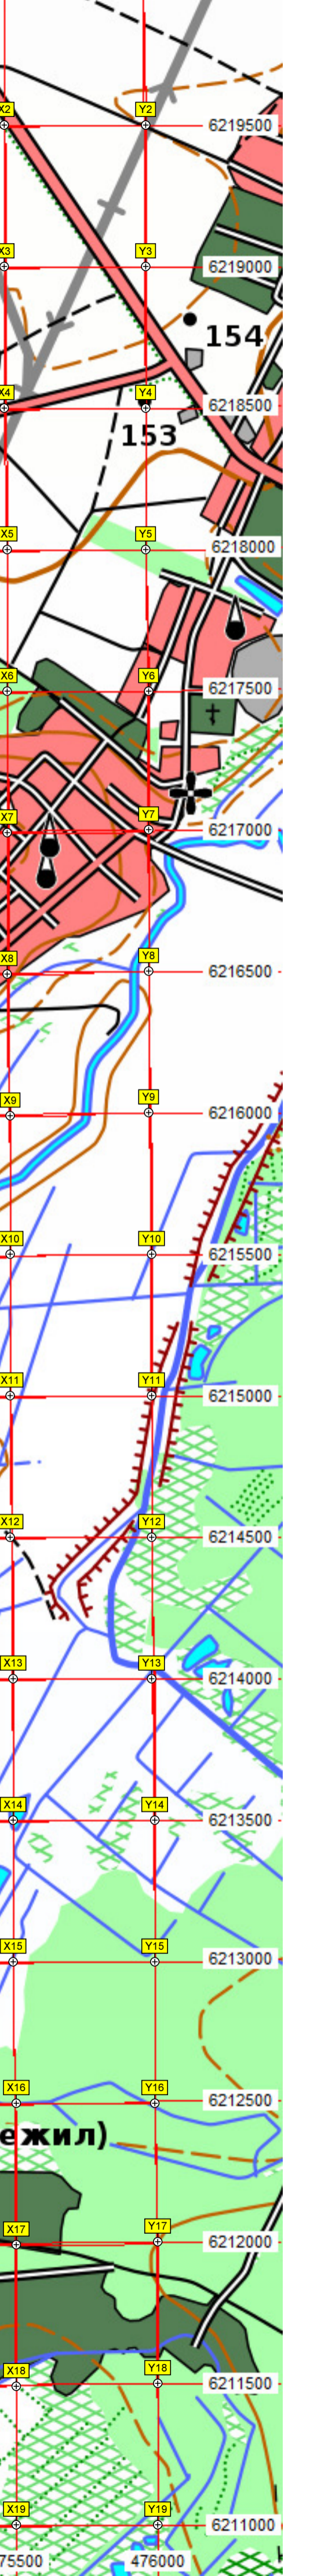 X2 Y2 6219500
X3 Y3 6219000
154
X4 Y4 6218500
153
X5 Y5 6218000
X6 Y6 6217500
X7 Y7 6217000
X8 Y8 6216500
X9 Y9 6216000
X10 Y10 6215500
X11 Y11 6215000
X12 Y12 6214500
X13 Y13 6214000
X14 Y14 6213500
X15 Y15 6213000
X16 Y16 6212500
ежил)
X17 Y17 6212000
X18 Y18 6211500
X19 Y19 6211000
75500 476000